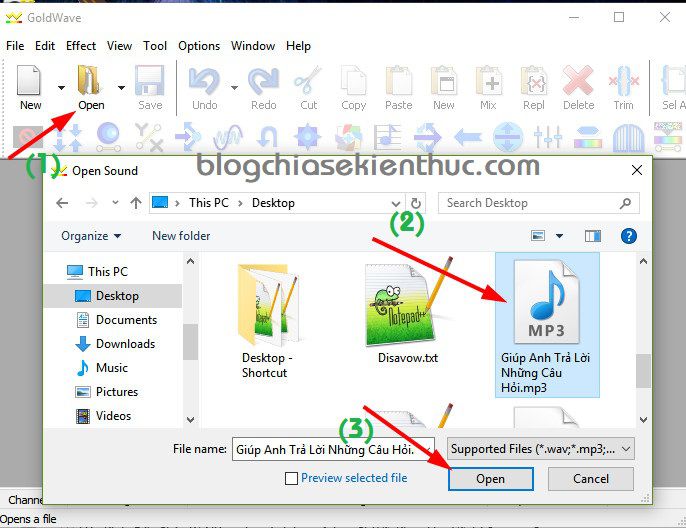 GoldWave
File Edit Effect View Tool Options Window Help
New Open Save Undo Redo Cut Copy Paste New Mix Repl Delete Trim Sel A
(1)
blogchiasekienthuc.com
Open Sound
This PC Desktop Search Desktop
(2)
Organize New folder
This PC
Desktop
Documents
Downloads
Music
Pictures
Videos
Desktop -
Shortcut
Notepad++
Disavow.txt
MP3
Giúp Anh Trả Lời
Những Câu
Hỏi.mp3
(3)
File name: Giúp Anh Trả Lời Những Câu Hỏi. Supported Files (*.wav;*.mp3;...
Preview selected file Open Cancel
Channe
Opens a file